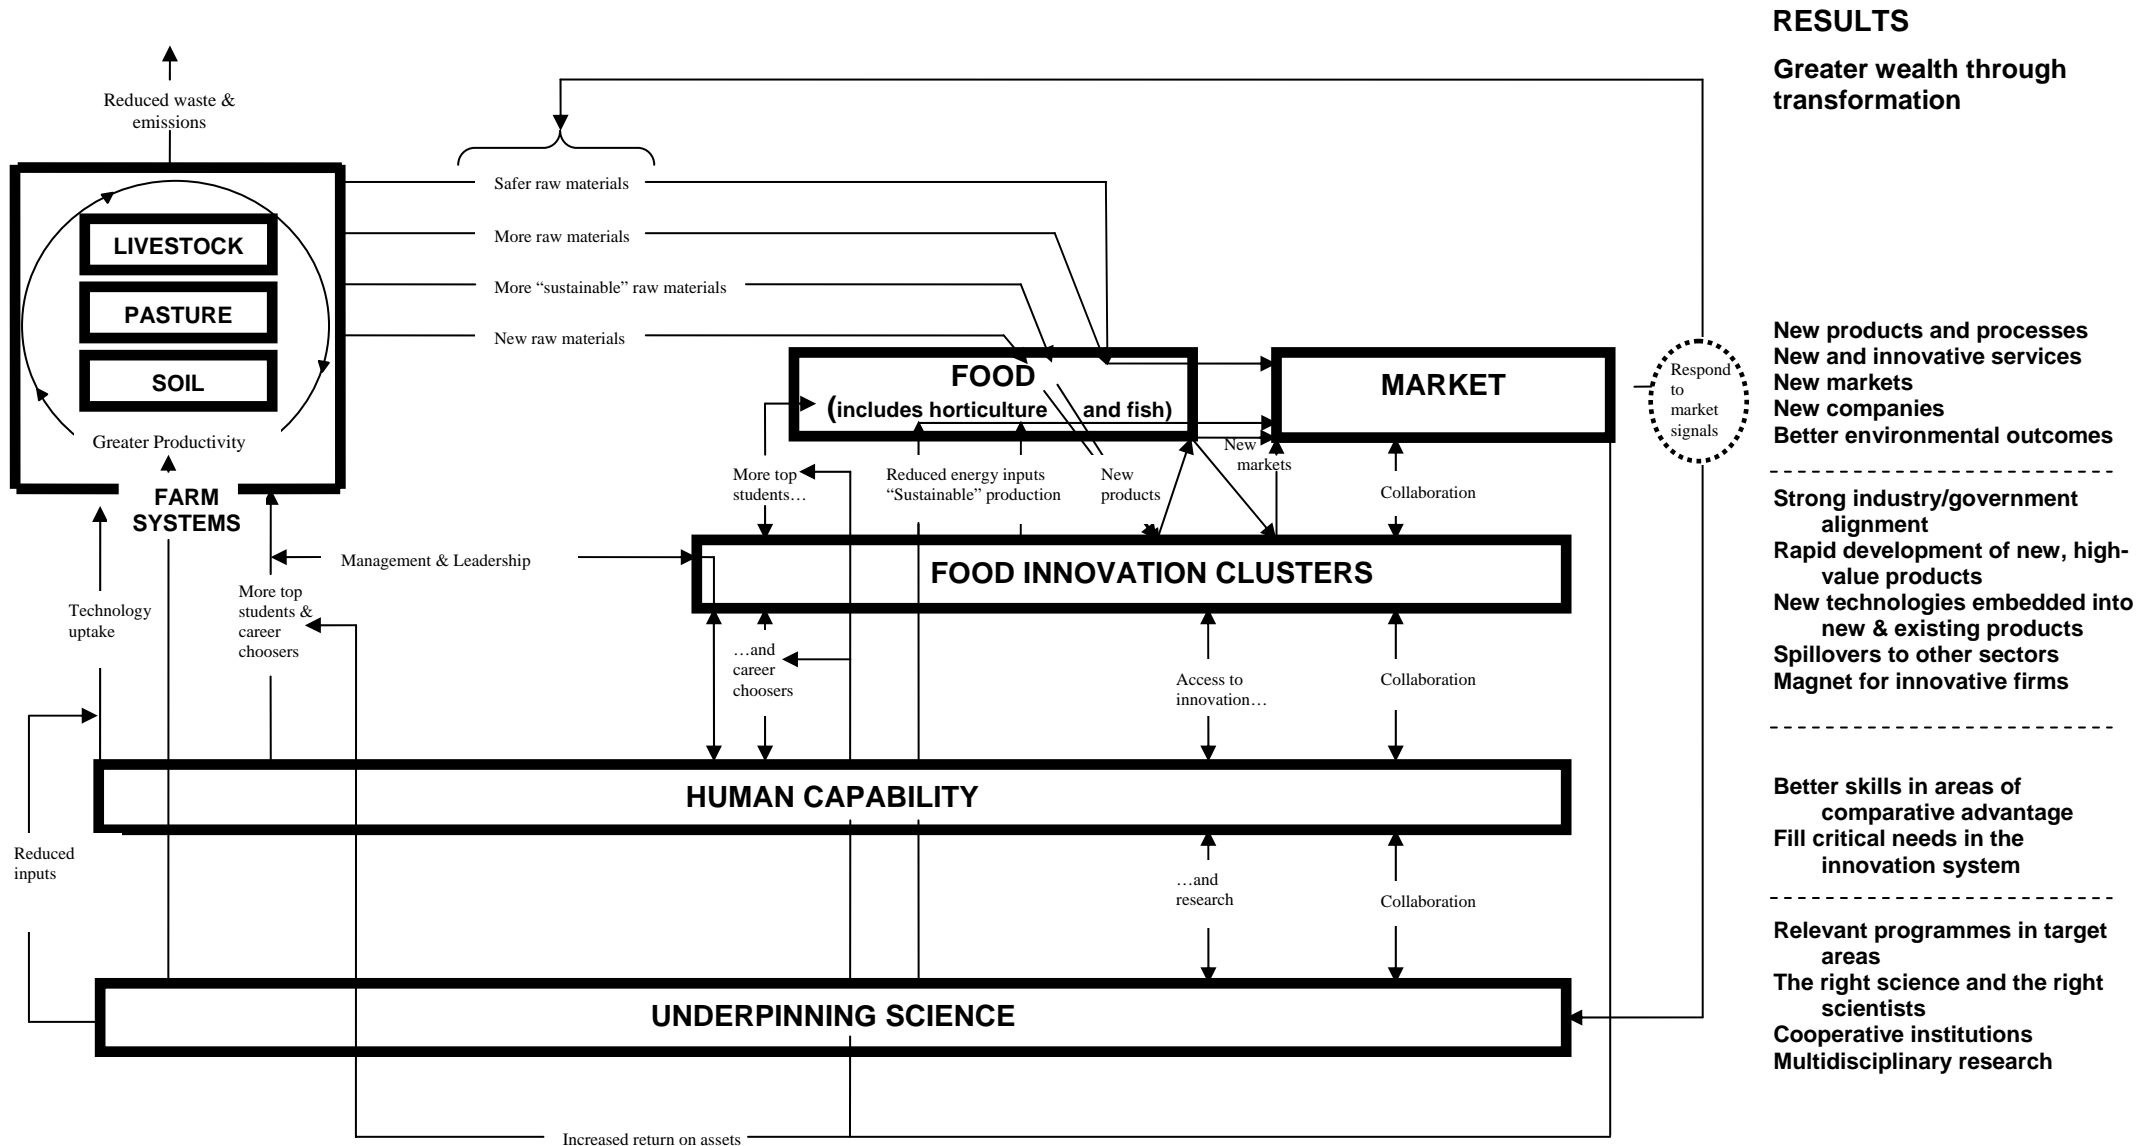 RESULTS
Greater wealth through
transformation
Reduced waste &
emissions
Safer raw materials
More raw materials
More “sustainable” raw materials
New raw materials
LIVESTOCK
PASTURE
SOIL
Greater Productivity
FARM
SYSTEMS
FOOD
(includes horticulture and fish)
MARKET
Respond
to
market
signals
New products and processes
New and innovative services
New markets
New companies
Better environmental outcomes
More top
students…
Reduced energy inputs
“Sustainable” production
New
products
New
markets
Collaboration
Strong industry/government
alignment
Rapid development of new, high-
value products
New technologies embedded into
new & existing products
Spillovers to other sectors
Magnet for innovative firms
Management & Leadership
FOOD INNOVATION CLUSTERS
Technology
uptake
More top
students &
career
choosers
…and
career
choosers
Access to
innovation…
Collaboration
HUMAN CAPABILITY
Better skills in areas of
comparative advantage
Fill critical needs in the
innovation system
Reduced
inputs
…and
research
Collaboration
UNDERPINNING SCIENCE
Relevant programmes in target
areas
The right science and the right
scientists
Cooperative institutions
Multidisciplinary research
Increased return on assets